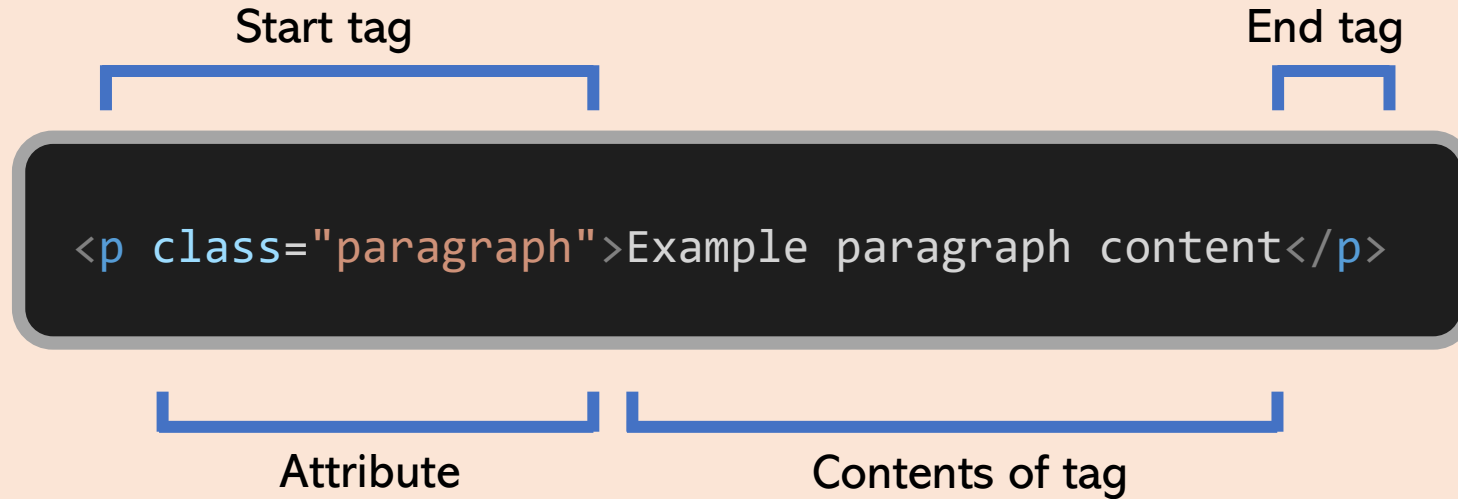 Start tag
End tag
<p class="paragraph">Example paragraph content</p>
Attribute
Contents of tag